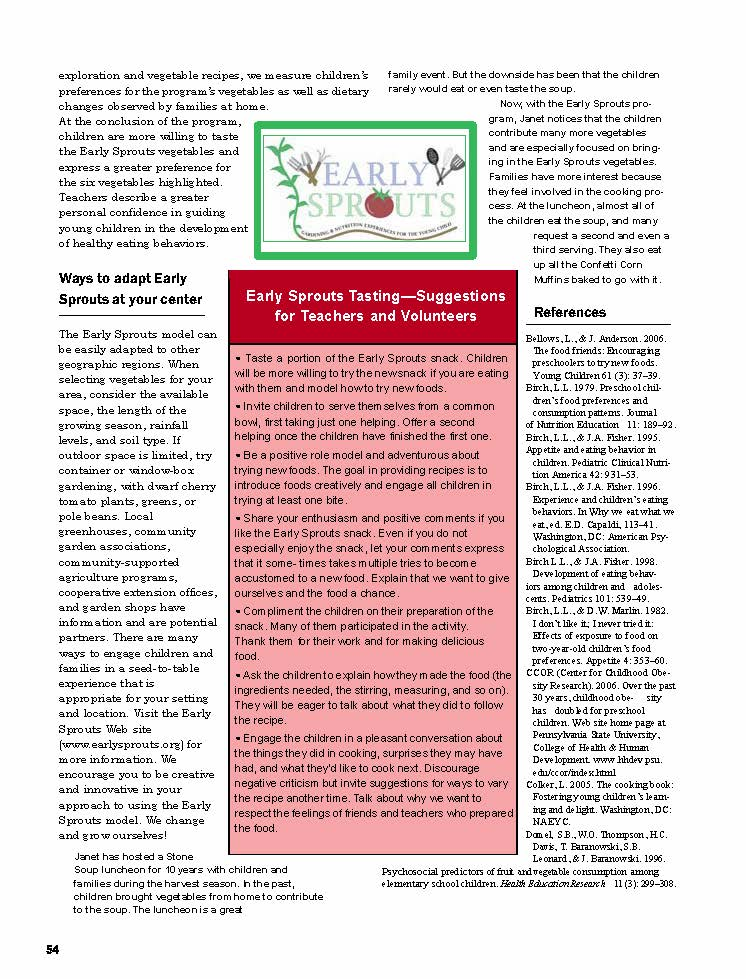 exploration and vegetable recipes, we measure children's
preferences for the program's vegetables as well as dietary
changes observed by families at home.
At the conclusion of the program,
children are more willing to taste
the Early Sprouts vegetables and
express a greater preference for
the six vegetables highlighted.
Teachers describe a greater
personal confidence in guiding
young children in the development
of healthy eating behaviors.
Ways to adapt Early
Sprouts at your center
The Early Sprouts model can
be easily adapted to other
geographic regions. When
selecting vegetables for your
area, consider the available
space, the length of the
growing season, rainfall
levels, and soil type. If
outdoor space is limited, try
container or window-box
gardening, with dwarf cherry
tomato plants, greens, or
pole beans. Local
greenhouses, community
garden associations,
community-supported
agriculture programs,
cooperative extension offices,
and garden shops have
information and are potential
partners. There are many
ways to engage children and
families in a seed-to-table
experience that is
appropriate for your setting
and location. Visit the Early
Sprouts Web site
(www.earlysprouts.org) for
more information. We
encourage you to be creative
and innovative in your
approach to using the Early
Sprouts model. We change
and grow ourselves!
Janet has hosted a Stone
Soup luncheon for 10 years with children and
families during the harvest season. In the past,
children brought vegetables from home to contribute
to the soup. The luncheon is a great
EARLY
SPROUTS
GARDENING & NUTRITION EXPERIENCES FOR THE YOUNG CHILD
Early Sprouts Tasting—Suggestions
for Teachers and Volunteers
• Taste a portion of the Early Sprouts snack. Children
will be more willing to try the new snack if you are eating
with them and model how to try new foods.
• Invite children to serve themselves from a common
bowl, first taking just one helping. Offer a second
helping once the children have finished the first one.
• Be a positive role model and adventurous about
trying new foods. The goal in providing recipes is to
introduce foods creatively and engage all children in
trying at least one bite.
• Share your enthusiasm and positive comments if you
like the Early Sprouts snack. Even if you do not
especially enjoy the snack, let your comments express
that it some- times takes multiple tries to become
accustomed to a new food. Explain that we want to give
ourselves and the food a chance.
• Compliment the children on their preparation of the
snack. Many of them participated in the activity.
Thank them for their work and for making delicious
food.
• Ask the children to explain how they made the food (the
ingredients needed, the stirring, measuring, and so on).
They will be eager to talk about what they did to follow
the recipe.
• Engage the children in a pleasant conversation about
the things they did in cooking, surprises they may have
had, and what they'd like to cook next. Discourage
negative criticism but invite suggestions for ways to vary
the recipe another time. Talk about why we want to
respect the feelings of friends and teachers who prepared
the food.
family event. But the downside has been that the children
rarely would eat or even taste the soup.
Now, with the Early Sprouts pro-
gram, Janet notices that the children
contribute many more vegetables
and are especially focused on bring-
ing in the Early Sprouts vegetables.
Families have more interest because
they feel involved in the cooking pro-
cess. At the luncheon, almost all of
the children eat the soup, and many
request a second and even a
third serving. They also eat
up all the Confetti Corn
Muffins baked to go with it.
References
Bellows, L., & J. Anderson. 2006.
The food friends: Encouraging
preschoolers to try new foods.
Young Children 61 (3): 37–39.
Birch, L.L. 1979. Preschool chil-
dren's food preferences and
consumption patterns. Journal
of Nutrition Education 11: 189–92.
Birch, L.L., & J.A. Fisher. 1995.
Appetite and eating behavior in
children. Pediatric Clinical Nutri-
tion America 42: 931–53.
Birch, L.L., & J.A. Fisher. 1996.
Experience and children's eating
behaviors. In Why we eat what we
eat, ed. E.D. Capaldi, 113–41.
Washington, DC: American Psy-
chological Association.
Birch L L., & J.A. Fisher. 1998.
Development of eating behav-
iors among children and adoles-
cents. Pediatrics 101: 539–49.
Birch, L.L., & D.W. Marlin. 1982.
I don't like it; I never tried it:
Effects of exposure to food on
two-year-old children's food
preferences. Appetite 4: 353–60.
CCOR (Center for Childhood Obe-
sity Research). 2006. Over the past
30 years, childhood obe- sity
has doubled for preschool
children. Web site home page at
Pennsylvania State University,
College of Health & Human
Development. www.hhdev.psu.
edu/ccor/index.html
Colker, L. 2005. The cooking book:
Fostering young children's learn-
ing and delight. Washington, DC:
NAEYC.
Domel, S.B., W.O. Thompson, H.C.
Davis, T. Baranowski, S.B.
Leonard, & J. Baranowski. 1996.
Psychosocial predictors of fruit and vegetable consumption among
elementary school children. Health Education Research 11 (3): 299–308.
54